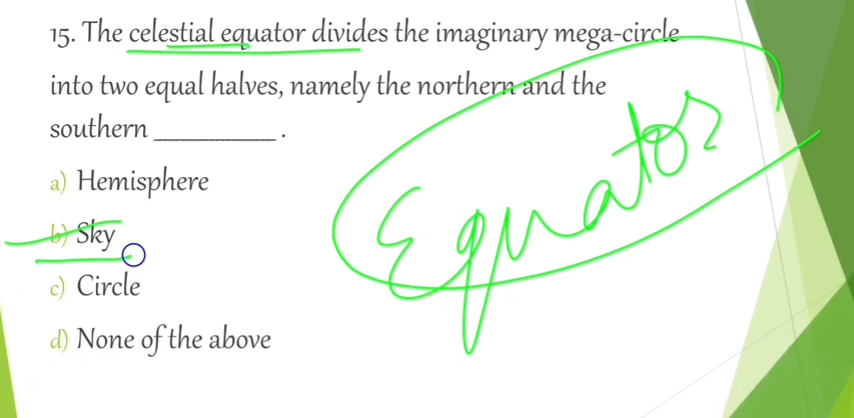 15. The celestial equator divides the imaginary mega-circle
into two equal halves, namely the northern and the
southern ______________ .
a) Hemisphere
b) Sky
c) Circle
d) None of the above
Equator